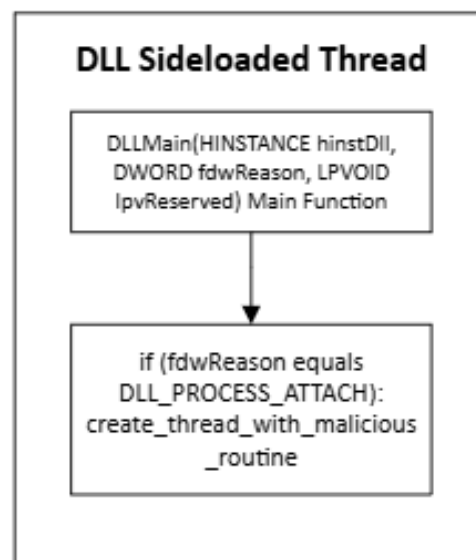 DLL Sideloaded Thread
DLLMain(HINSTANCE hinstDll,
DWORD fdwReason, LPVOID
lpvReserved) Main Function
if (fdwReason equals
DLL_PROCESS_ATTACH):
create_thread_with_malicious
_routine